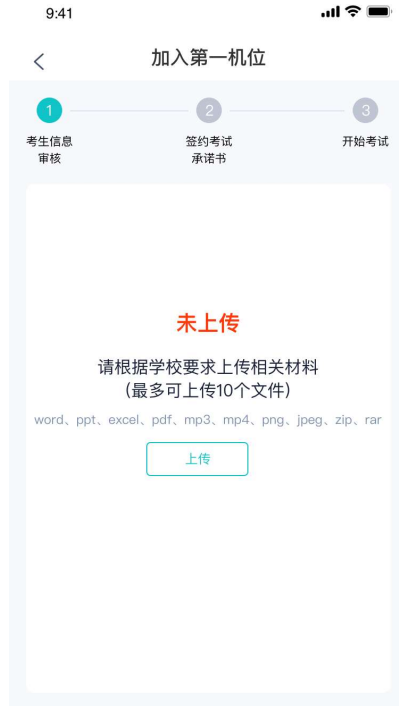 9:41
加入第一机位
1
2
3
考生信息
审核
签约考试
承诺书
开始考试
未上传
请根据学校要求上传相关材料
(最多可上传10个文件)
word、ppt、excel、pdf、mp3、mp4、png、jpeg、zip、rar
上传